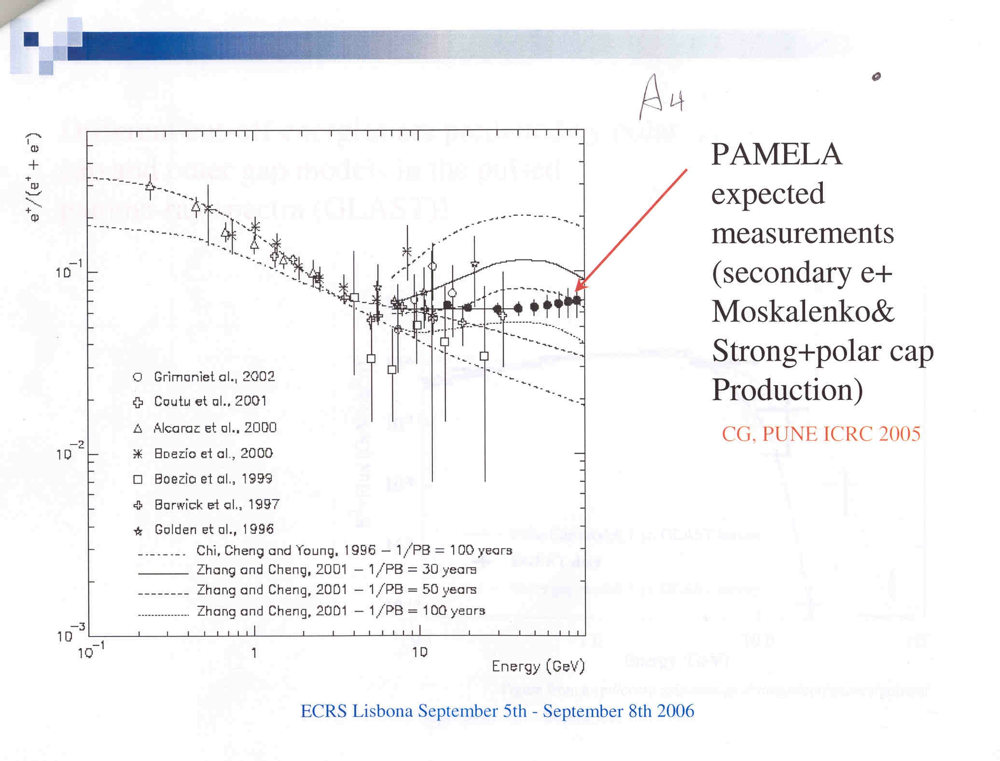 A4
PAMELA
expected
measurements
(secondary e+
Moskalenko&
Strong+polar cap
Production)
CG, PUNE ICRC 2005
e⁺/(e⁺ + e⁻)
10⁻¹
10⁻²
10⁻³
Grimani et al., 2002
Coutu et al., 2001
Alcaraz et al., 2000
Boezio et al., 2000
Boezio et al., 1999
Barwick et al., 1997
Golden et al., 1996
Chi, Cheng and Young, 1996 – 1/PB = 100 years
Zhang and Cheng, 2001 – 1/PB = 30 years
Zhang and Cheng, 2001 – 1/PB = 50 years
Zhang and Cheng, 2001 – 1/PB = 100 years
10⁻¹ 1 10
Energy (GeV)
ECRS Lisbona September 5th - September 8th 2006